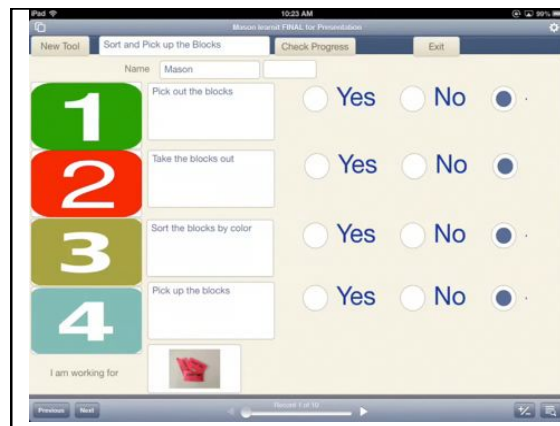 iPad 10:23 AM 99%
Mason teariit FINAL for Presentation
New Tool Sort and Pick up the Blocks Check Progress Exit
Name Mason
1 Pick out the blocks Yes No
2 Take the blocks out Yes No
3 Sort the blocks by color Yes No
4 Pick up the blocks Yes No
I am working for
Previous Next Record 1 of 10